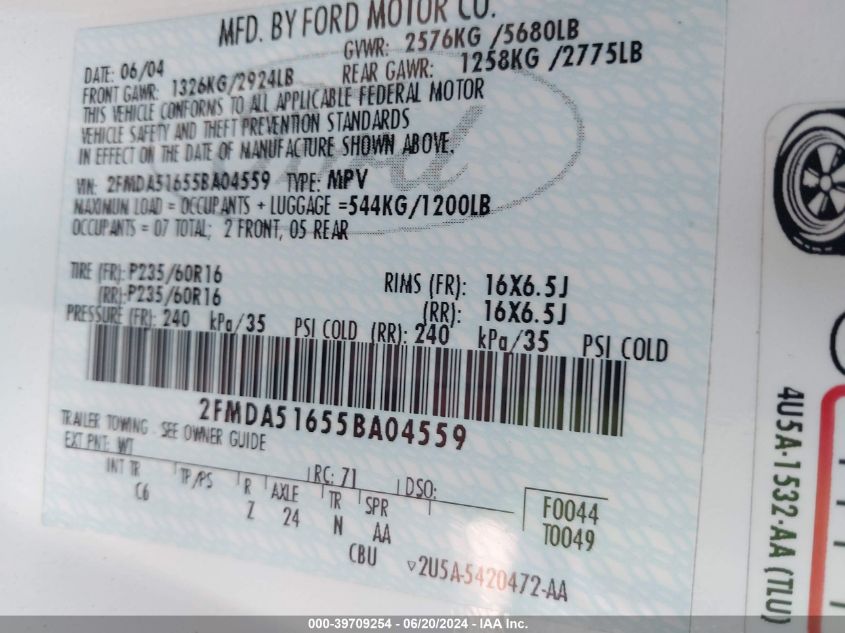 MFD. BY FORD MOTOR CO.
DATE: 06/04 GVWR: 2576KG /5680LB
FRONT GAWR: 1326KG/2924LB REAR GAWR: 1258KG /2775LB
THIS VEHICLE CONFORMS TO ALL APPLICABLE FEDERAL MOTOR
VEHICLE SAFETY AND THEFT PREVENTION STANDARDS
IN EFFECT ON THE DATE OF MANUFACTURE SHOWN ABOVE.
VIN: 2FMDA51655BA04559 TYPE: MPV
MAXIMUN LOAD = OCCUPANTS + LUGGAGE =544KG/1200LB
OCCUPANTS = 07 TOTAL; 2 FRONT, 05 REAR
TIRE (FR): P235/60R16 RIMS (FR): 16X6.5J
(RR): P235/60R16 (RR): 16X6.5J
PRESSURE (FR): 240 kPa/35 PSI COLD (RR): 240 kPa/35 PSI COLD
2FMDA51655BA04559
TRAILER TOWING - SEE OWNER GUIDE
EXT PNT: WT RC: 71 DSO:
INT TR TP/PS R AXLE TR SPR
C6 Z 24 N AA
F0044
T0049
CBU 2U5A-5420472-AA
4U5A-1532-AA (TLU)
000-39709254 - 06/20/2024 - IAA Inc.